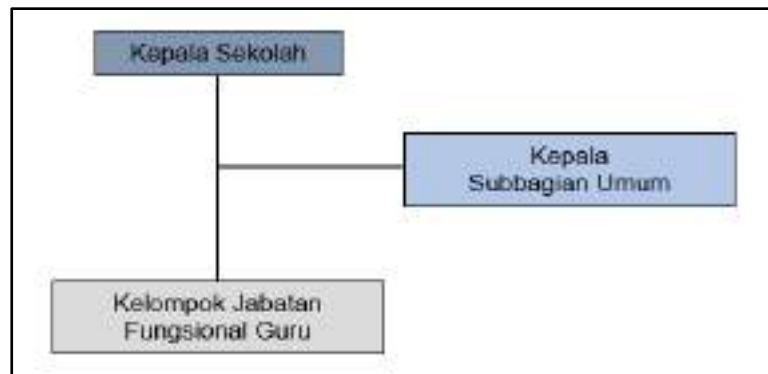 Kepala Sekolah
Kepala
Subbagian Umum
Kelompok Jabatan
Fungsional Guru